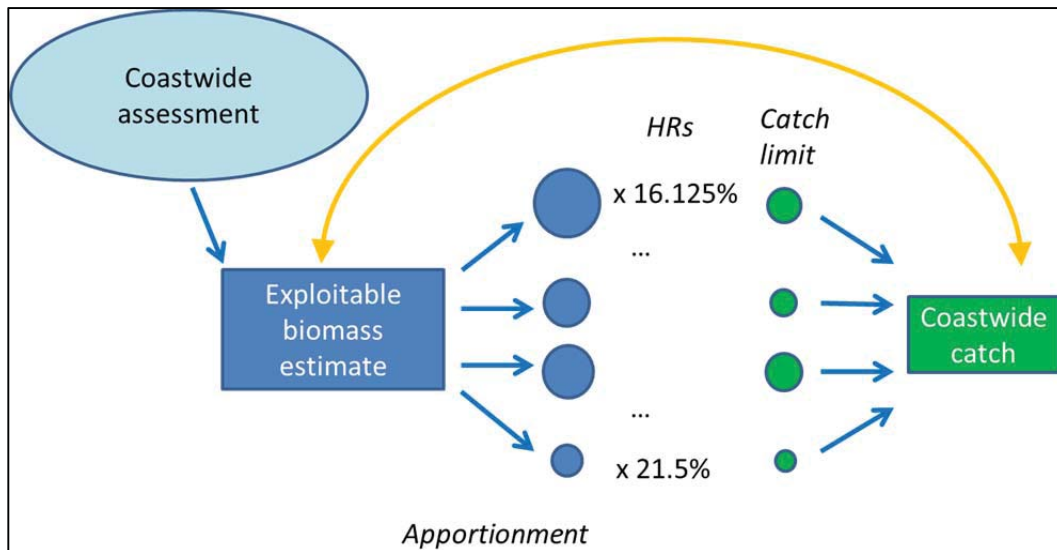 Coastwide
assessment
HRs
Catch
limit
x 16.125%
...
Exploitable
biomass
estimate
Coastwide
catch
...
x 21.5%
Apportionment